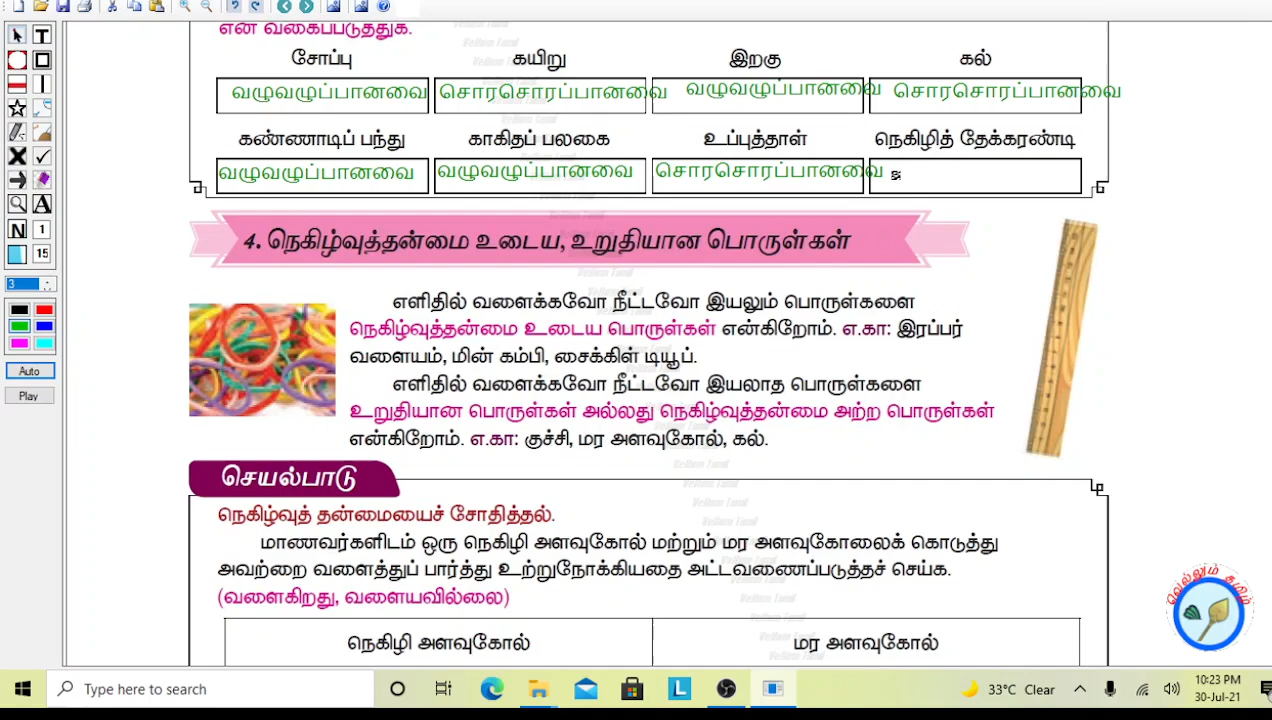 என வகைப்படுத்துக.
சோப்பு கயிறு இறகு கல்
வழுவழுப்பானவை சொரசொரப்பானவை வழுவழுப்பானவை சொரசொரப்பானவை
கண்ணாடிப் பந்து காகிதப் பலகை உப்புத்தாள் நெகிழித் தேக்கரண்டி
வழுவழுப்பானவை வழுவழுப்பானவை சொரசொரப்பானவை
4. நெகிழ்வுத்தன்மை உடைய, உறுதியான பொருள்கள்
எளிதில் வளைக்கவோ நீட்டவோ இயலும் பொருள்களை
நெகிழ்வுத்தன்மை உடைய பொருள்கள் என்கிறோம். எ.கா: இரப்பர்
வளையம், மின் கம்பி, சைக்கிள் டியூப்.
எளிதில் வளைக்கவோ நீட்டவோ இயலாத பொருள்களை
உறுதியான பொருள்கள் அல்லது நெகிழ்வுத்தன்மை அற்ற பொருள்கள்
என்கிறோம். எ.கா: குச்சி, மர அளவுகோல், கல்.
செயல்பாடு
நெகிழ்வுத் தன்மையைச் சோதித்தல்.
மாணவர்களிடம் ஒரு நெகிழி அளவுகோல் மற்றும் மர அளவுகோலைக் கொடுத்து
அவற்றை வளைத்துப் பார்த்து உற்றுநோக்கியதை அட்டவணைப்படுத்தச் செய்க.
(வளைகிறது, வளையவில்லை)
நெகிழி அளவுகோல் மர அளவுகோல்
வெல்லும் தமிழ்
T
A
N 1
15
3
Auto
Play
Type here to search
33°C Clear
10:23 PM
30-Jul-21